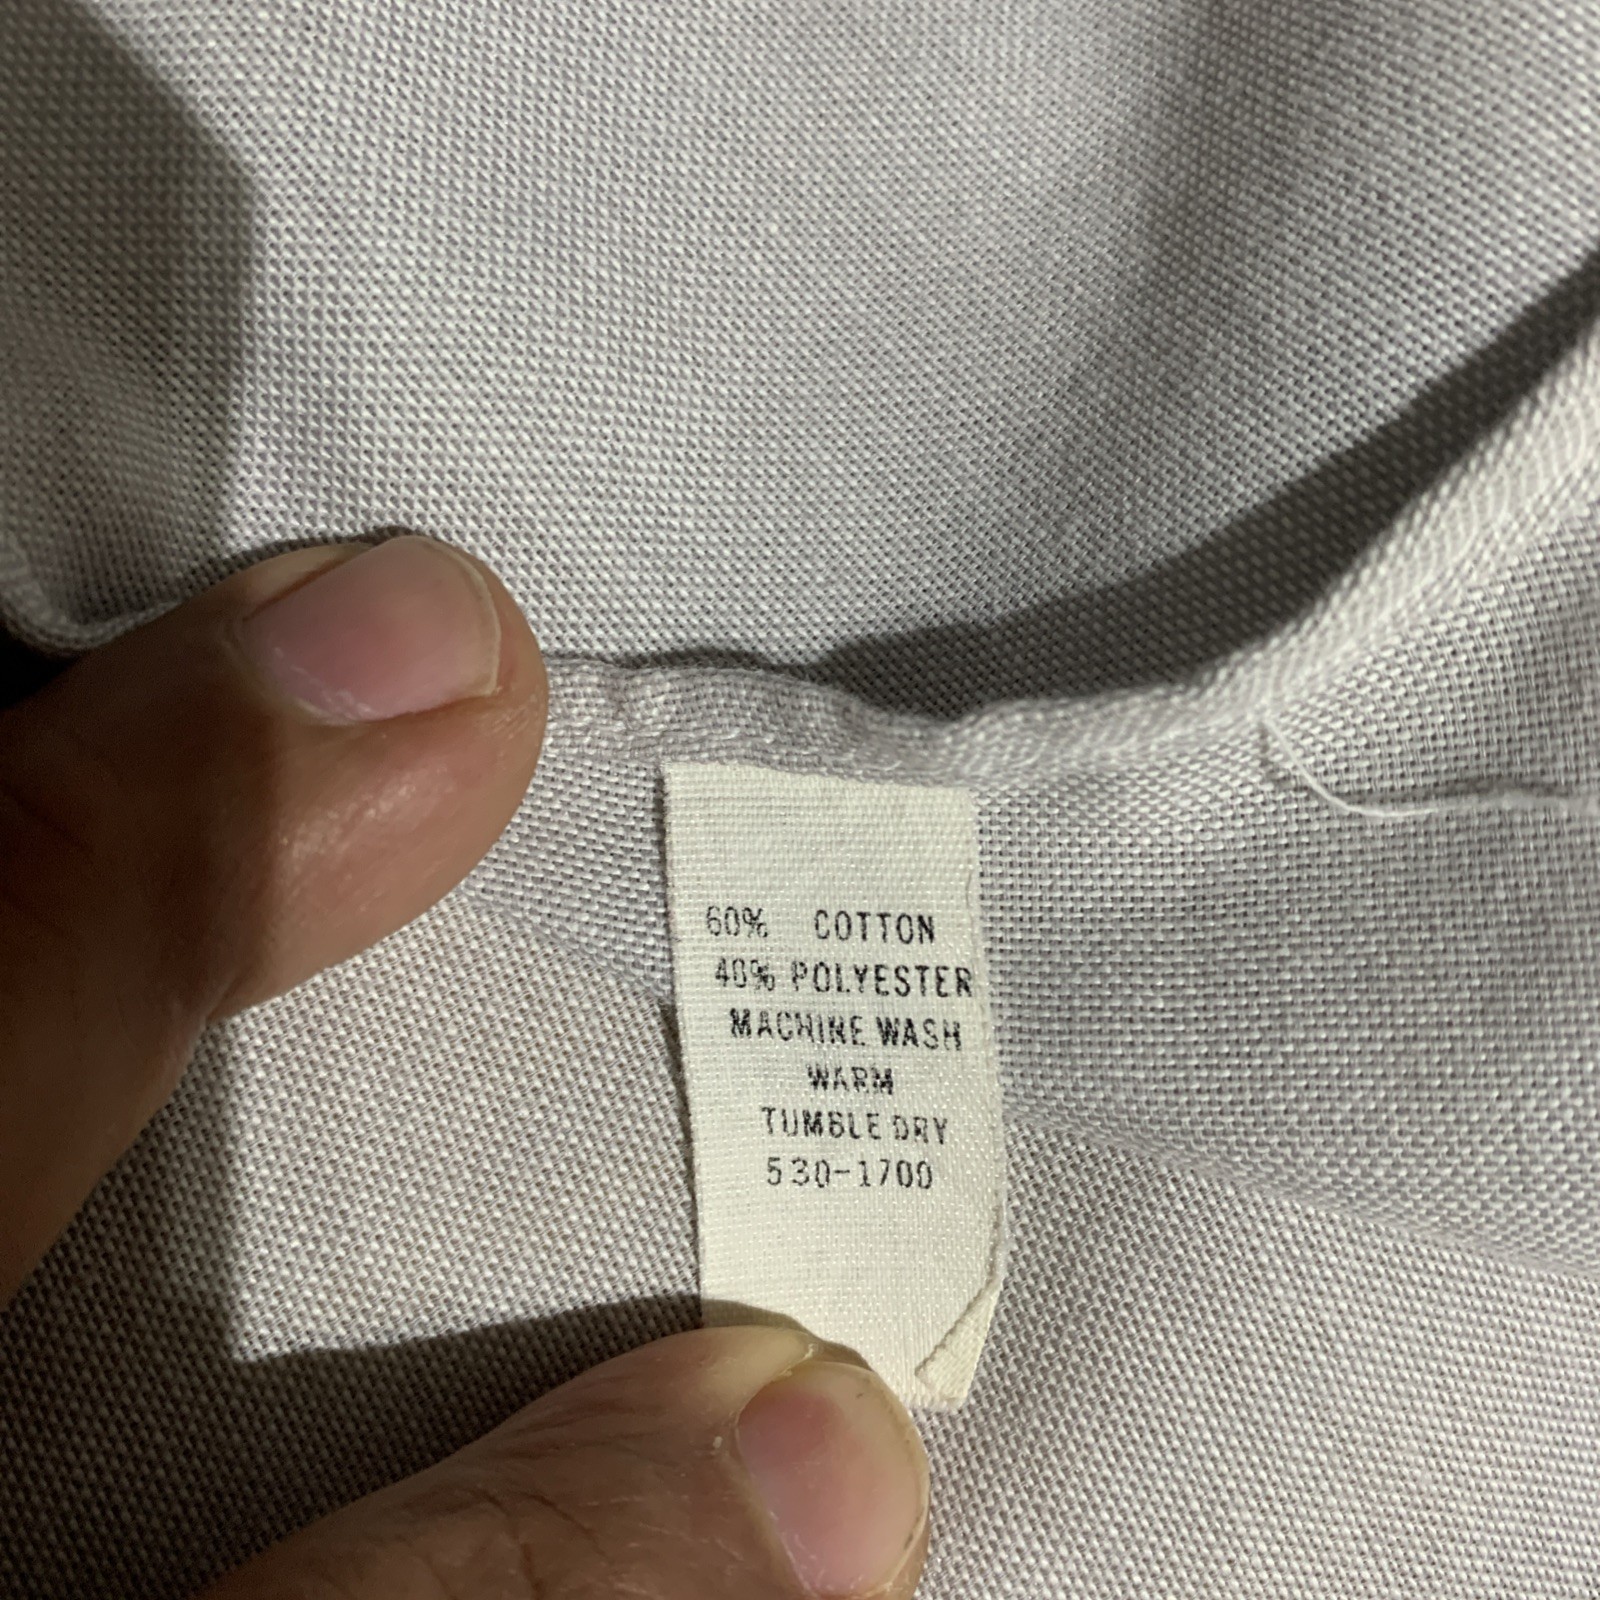 60% COTTON
40% POLYESTER
MACHINE WASH
WARM
TUMBLE DRY
530-1700